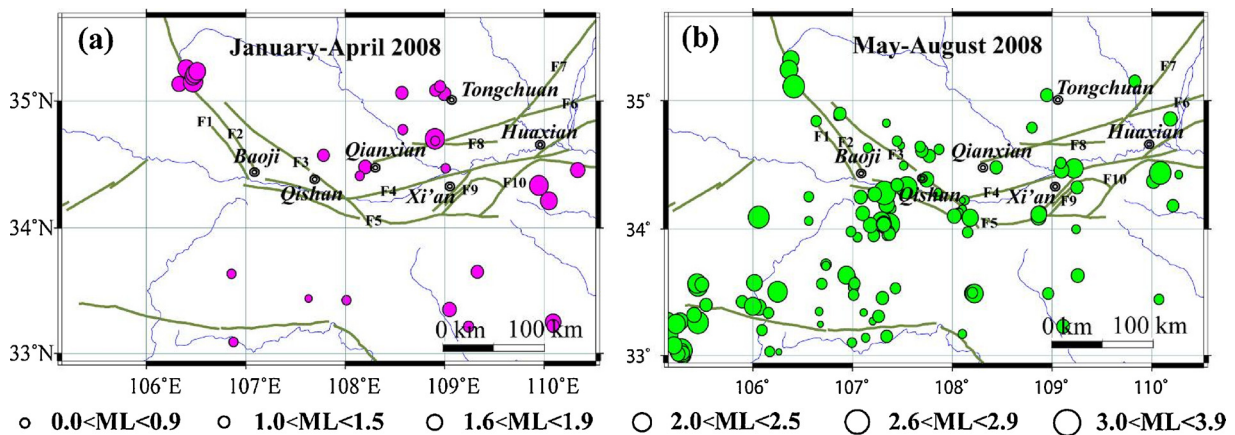 (a)
January-April 2008
F7
35°N
Tongchuan
F6
F1
F2
Huaxian
Baoji
F3
Qianxian
F8
Qishan
F4
Xi'an
F9
F10
34°N
F5
0 km 100 km
33°N
106°E 107°E 108°E 109°E 110°E
(b)
May-August 2008
F7
35°
Tongchuan
F6
F1
F2
Huaxian
Baoji
F3
Qianxian
F8
Qishan
F4
Xi'an
F9
F10
34°
F5
0 km 100 km
33°
106° 107° 108° 109° 110°
0.0<ML<0.9 1.0<ML<1.5 1.6<ML<1.9 2.0<ML<2.5 2.6<ML<2.9 3.0<ML<3.9